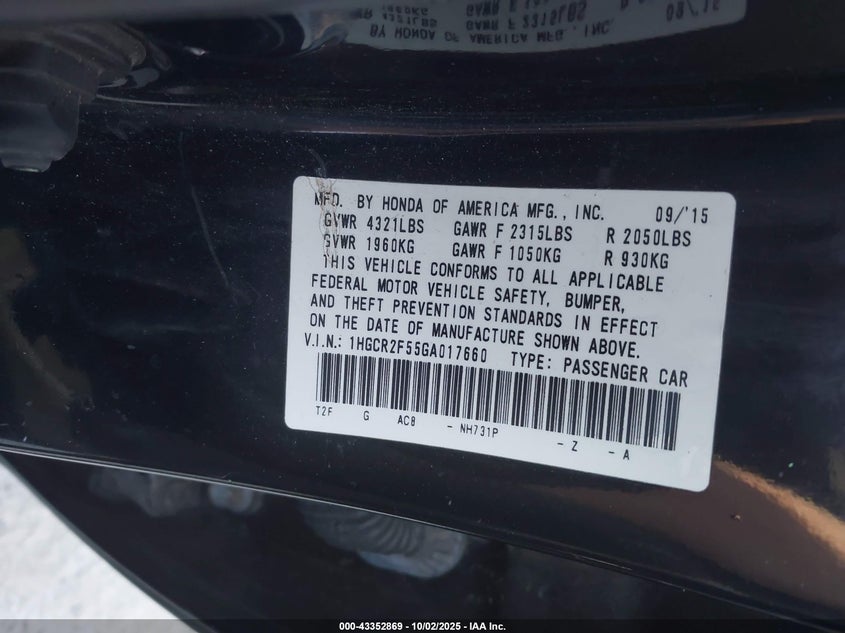 MFD. BY HONDA OF AMERICA MFG., INC. 09/'15
GVWR 4321LBS GAWR F 2315LBS R 2050LBS
GVWR 1960KG GAWR F 1050KG R 930KG
THIS VEHICLE CONFORMS TO ALL APPLICABLE
FEDERAL MOTOR VEHICLE SAFETY, BUMPER,
AND THEFT PREVENTION STANDARDS IN EFFECT
ON THE DATE OF MANUFACTURE SHOWN ABOVE.
V.I.N.: 1HGCR2F55GA017660 TYPE: PASSENGER CAR
T2F G AC8 - NH731P - Z - A
000-43352869 - 10/02/2025 - IAA Inc.